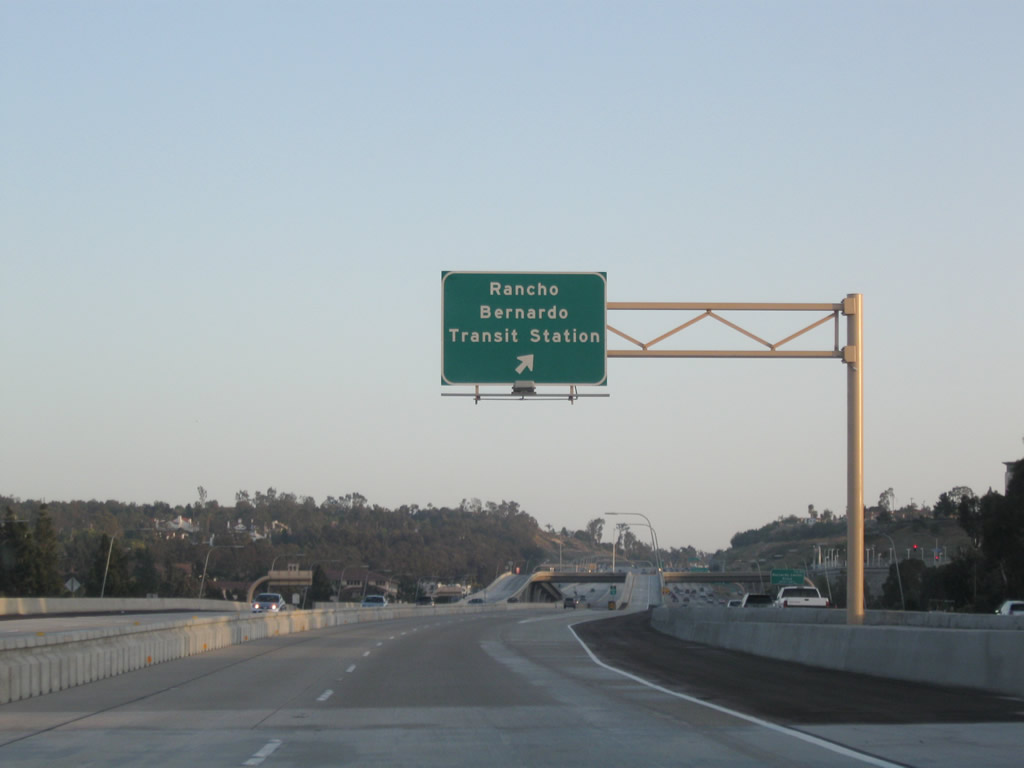 Rancho
Bernardo
Transit Station